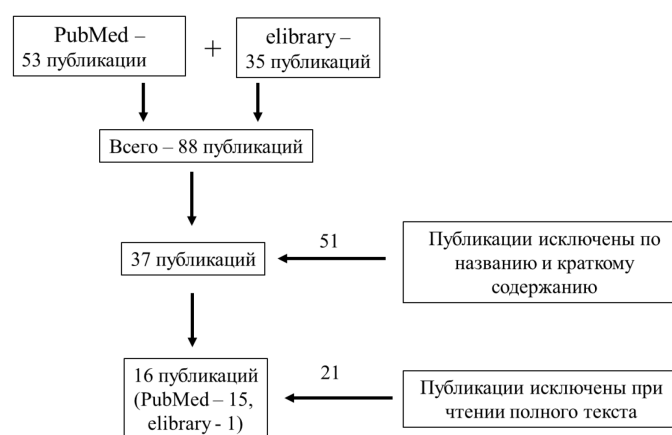 PubMed –
53 публикации
+
elibrary –
35 публикаций
Всего – 88 публикаций
51
37 публикаций
Публикации исключены по
названию и краткому
содержанию
21
16 публикаций
(PubMed – 15,
elibrary - 1)
Публикации исключены при
чтении полного текста